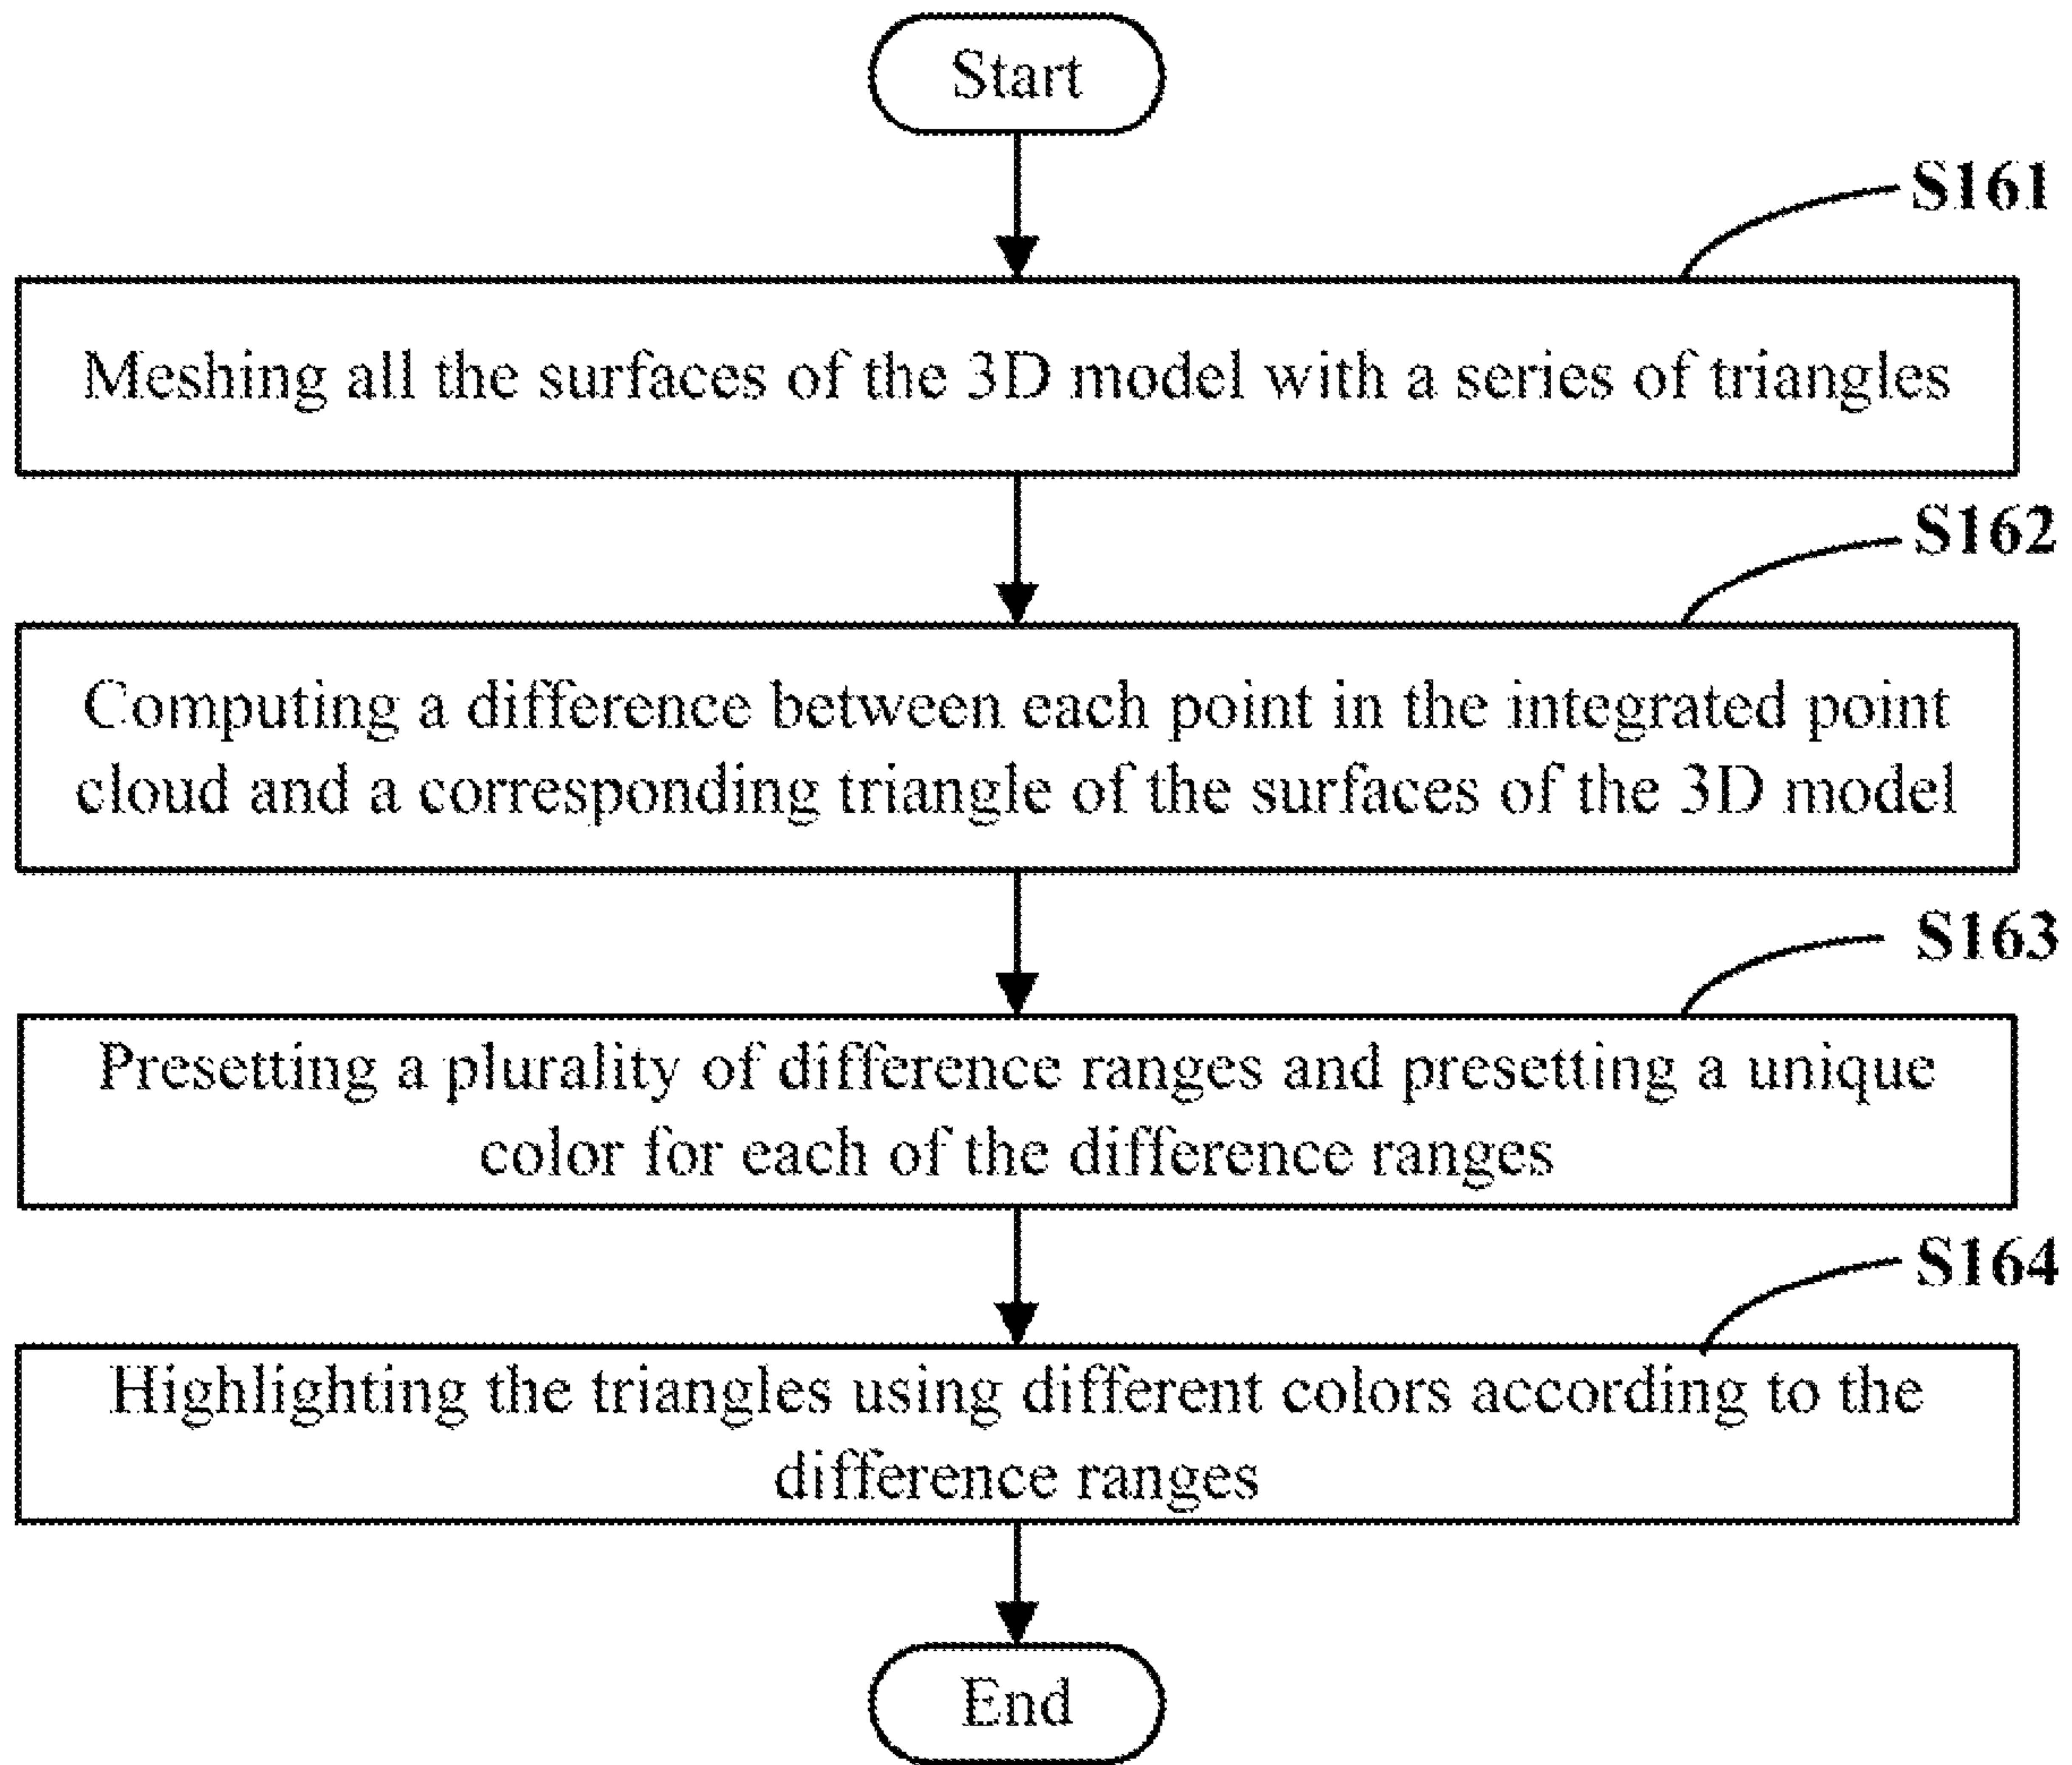 Start
S161
Meshing all the surfaces of the 3D model with a series of triangles
S162
Computing a difference between each point in the integrated point
cloud and a corresponding triangle of the surfaces of the 3D model
S163
Presetting a plurality of difference ranges and presetting a unique
color for each of the difference ranges
S164
Highlighting the triangles using different colors according to the
difference ranges
End